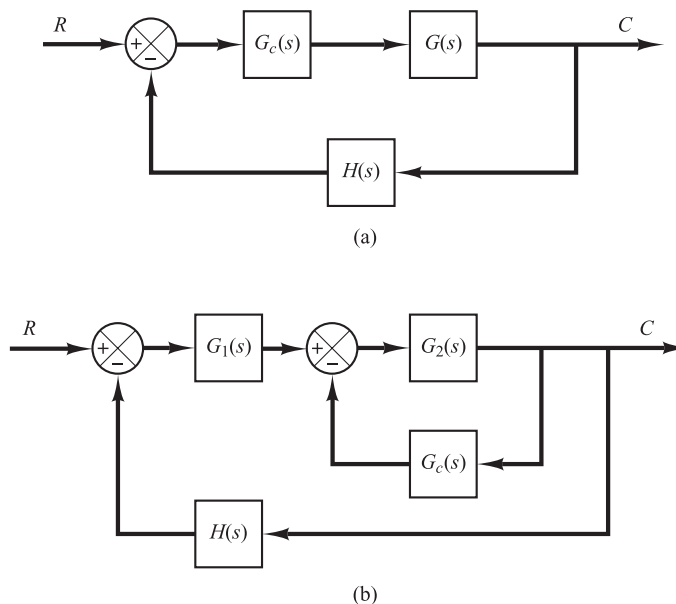 R C
+ − G_c(s) G(s)
H(s)
(a)
R C
+ − G_1(s) + − G_2(s)
G_c(s)
H(s)
(b)